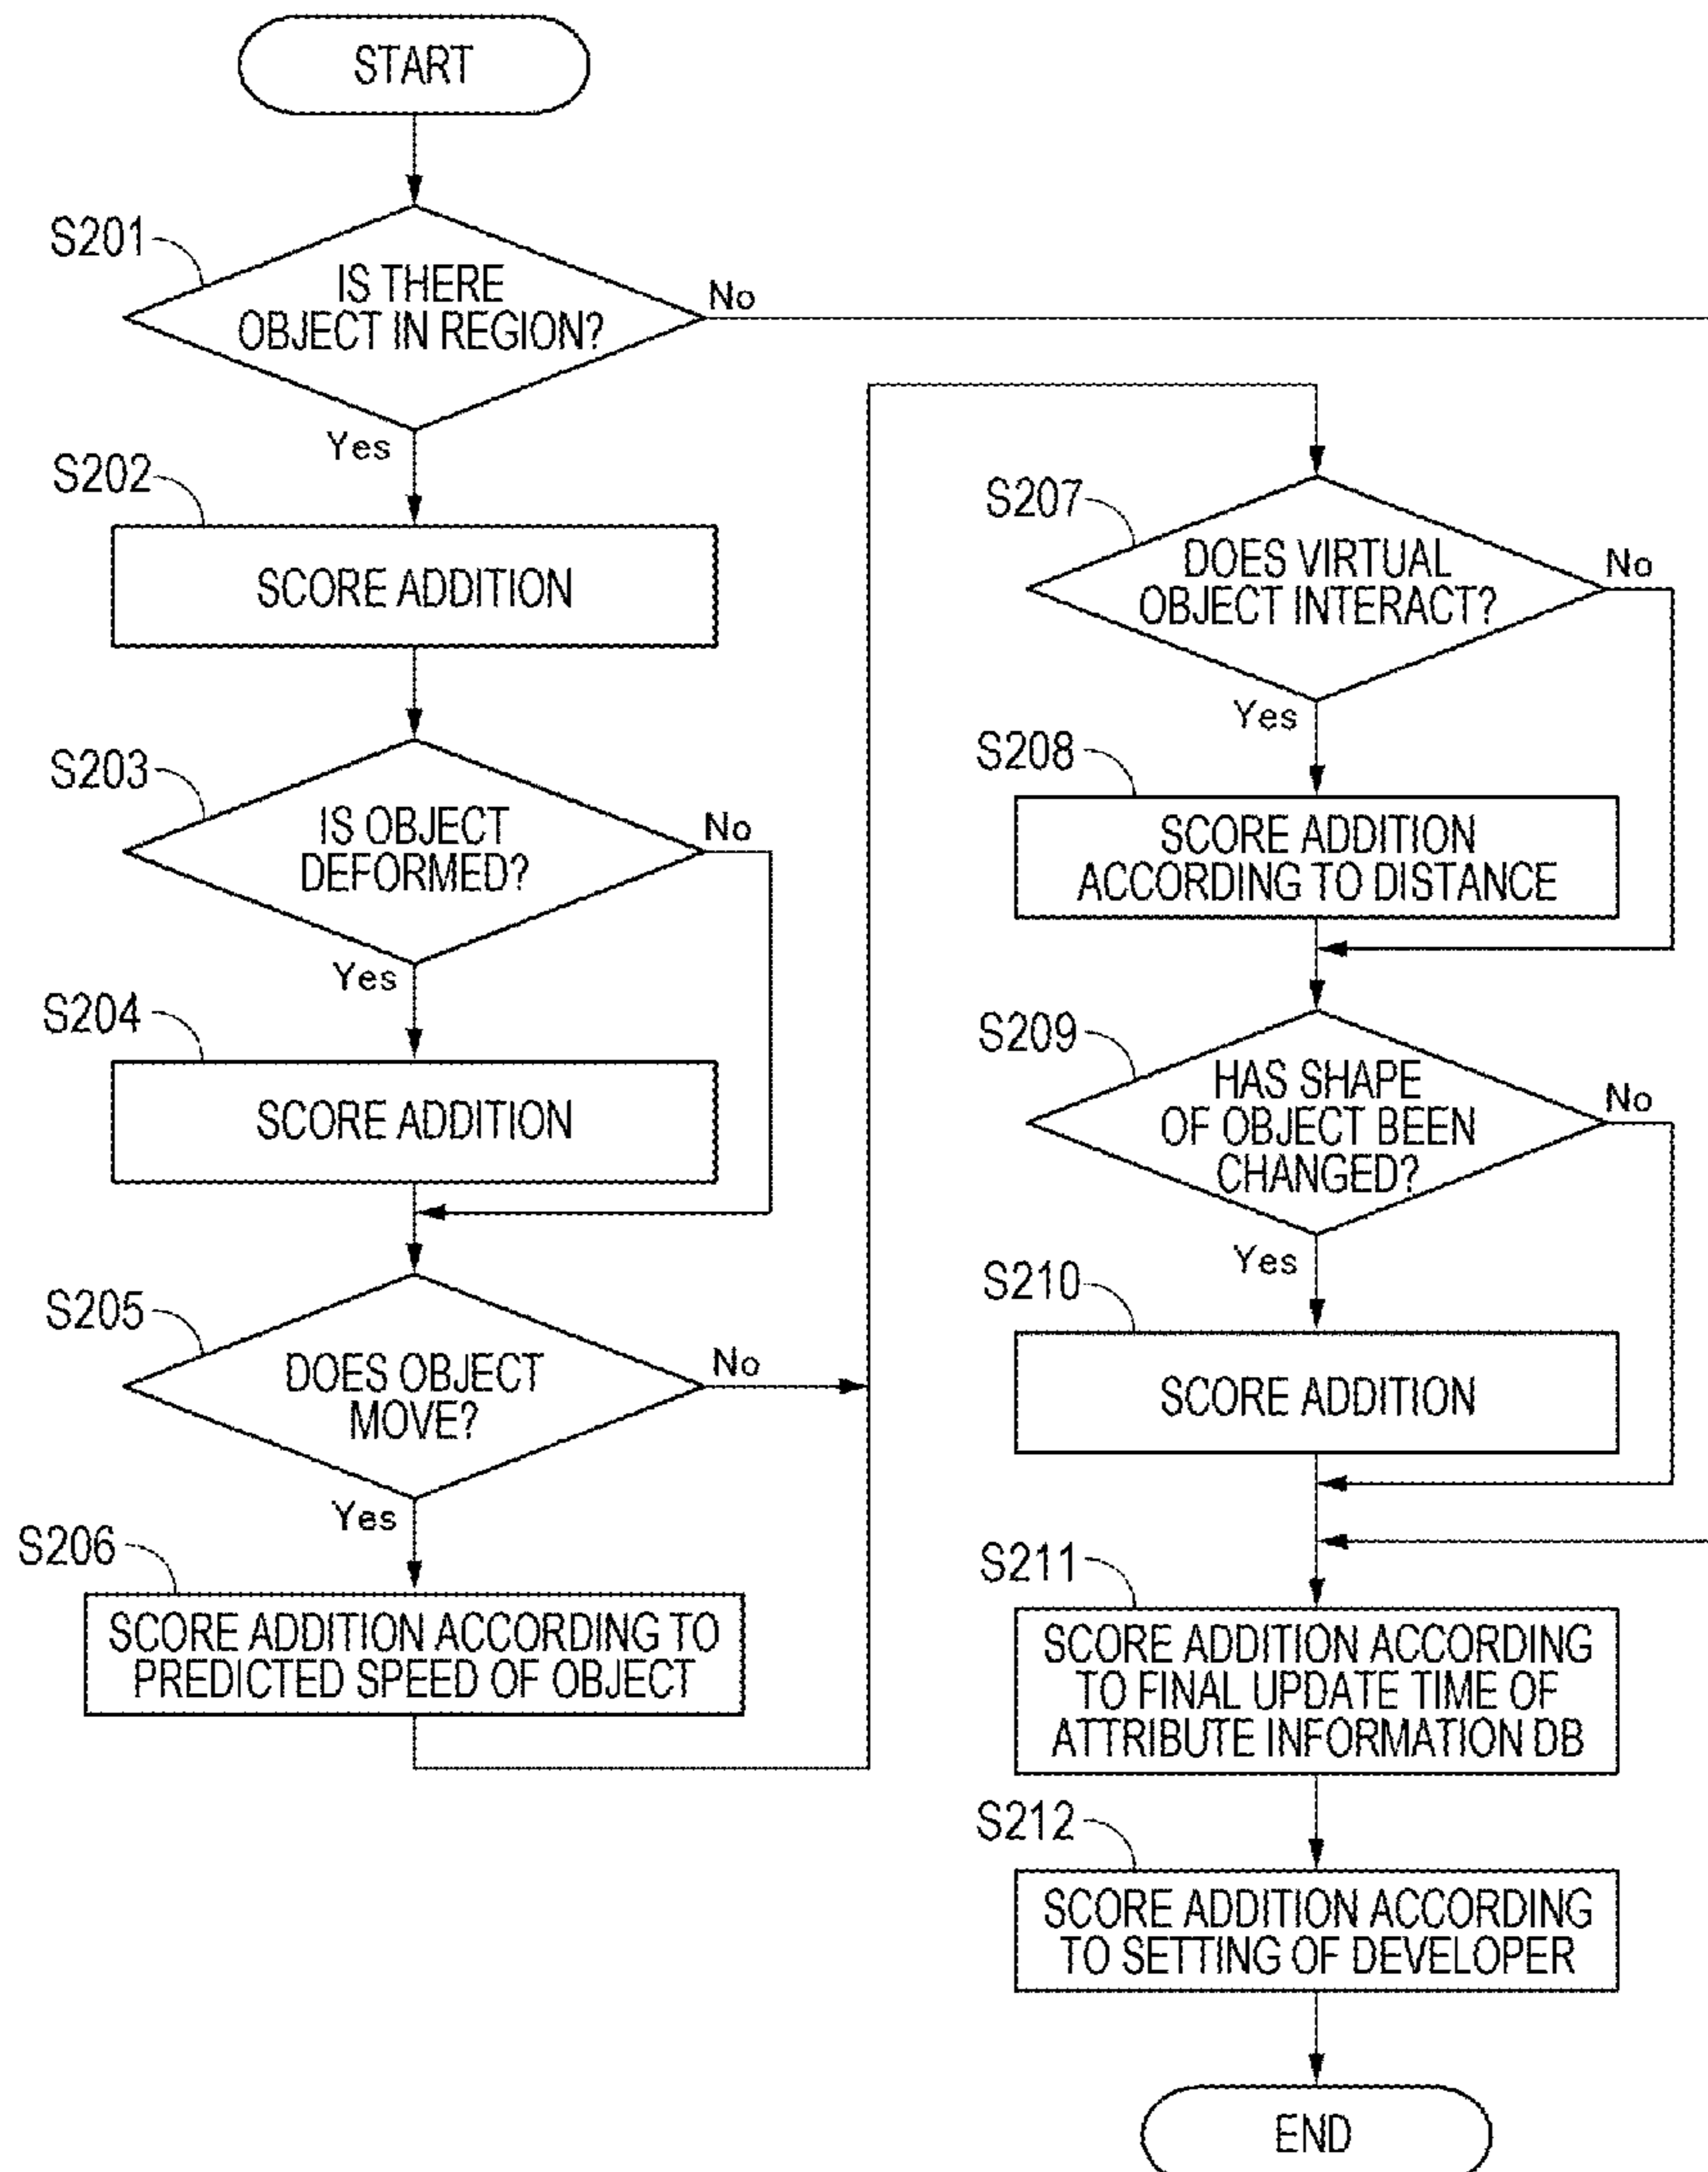 START
S201
IS THERE
OBJECT IN REGION?
No
Yes
S202
SCORE ADDITION
S203
IS OBJECT
DEFORMED?
No
Yes
S204
SCORE ADDITION
S205
DOES OBJECT
MOVE?
No
Yes
S206
SCORE ADDITION ACCORDING TO
PREDICTED SPEED OF OBJECT
S207
DOES VIRTUAL
OBJECT INTERACT?
No
Yes
S208
SCORE ADDITION
ACCORDING TO DISTANCE
S209
HAS SHAPE
OF OBJECT BEEN
CHANGED?
No
Yes
S210
SCORE ADDITION
S211
SCORE ADDITION ACCORDING
TO FINAL UPDATE TIME OF
ATTRIBUTE INFORMATION DB
S212
SCORE ADDITION ACCORDING
TO SETTING OF DEVELOPER
END